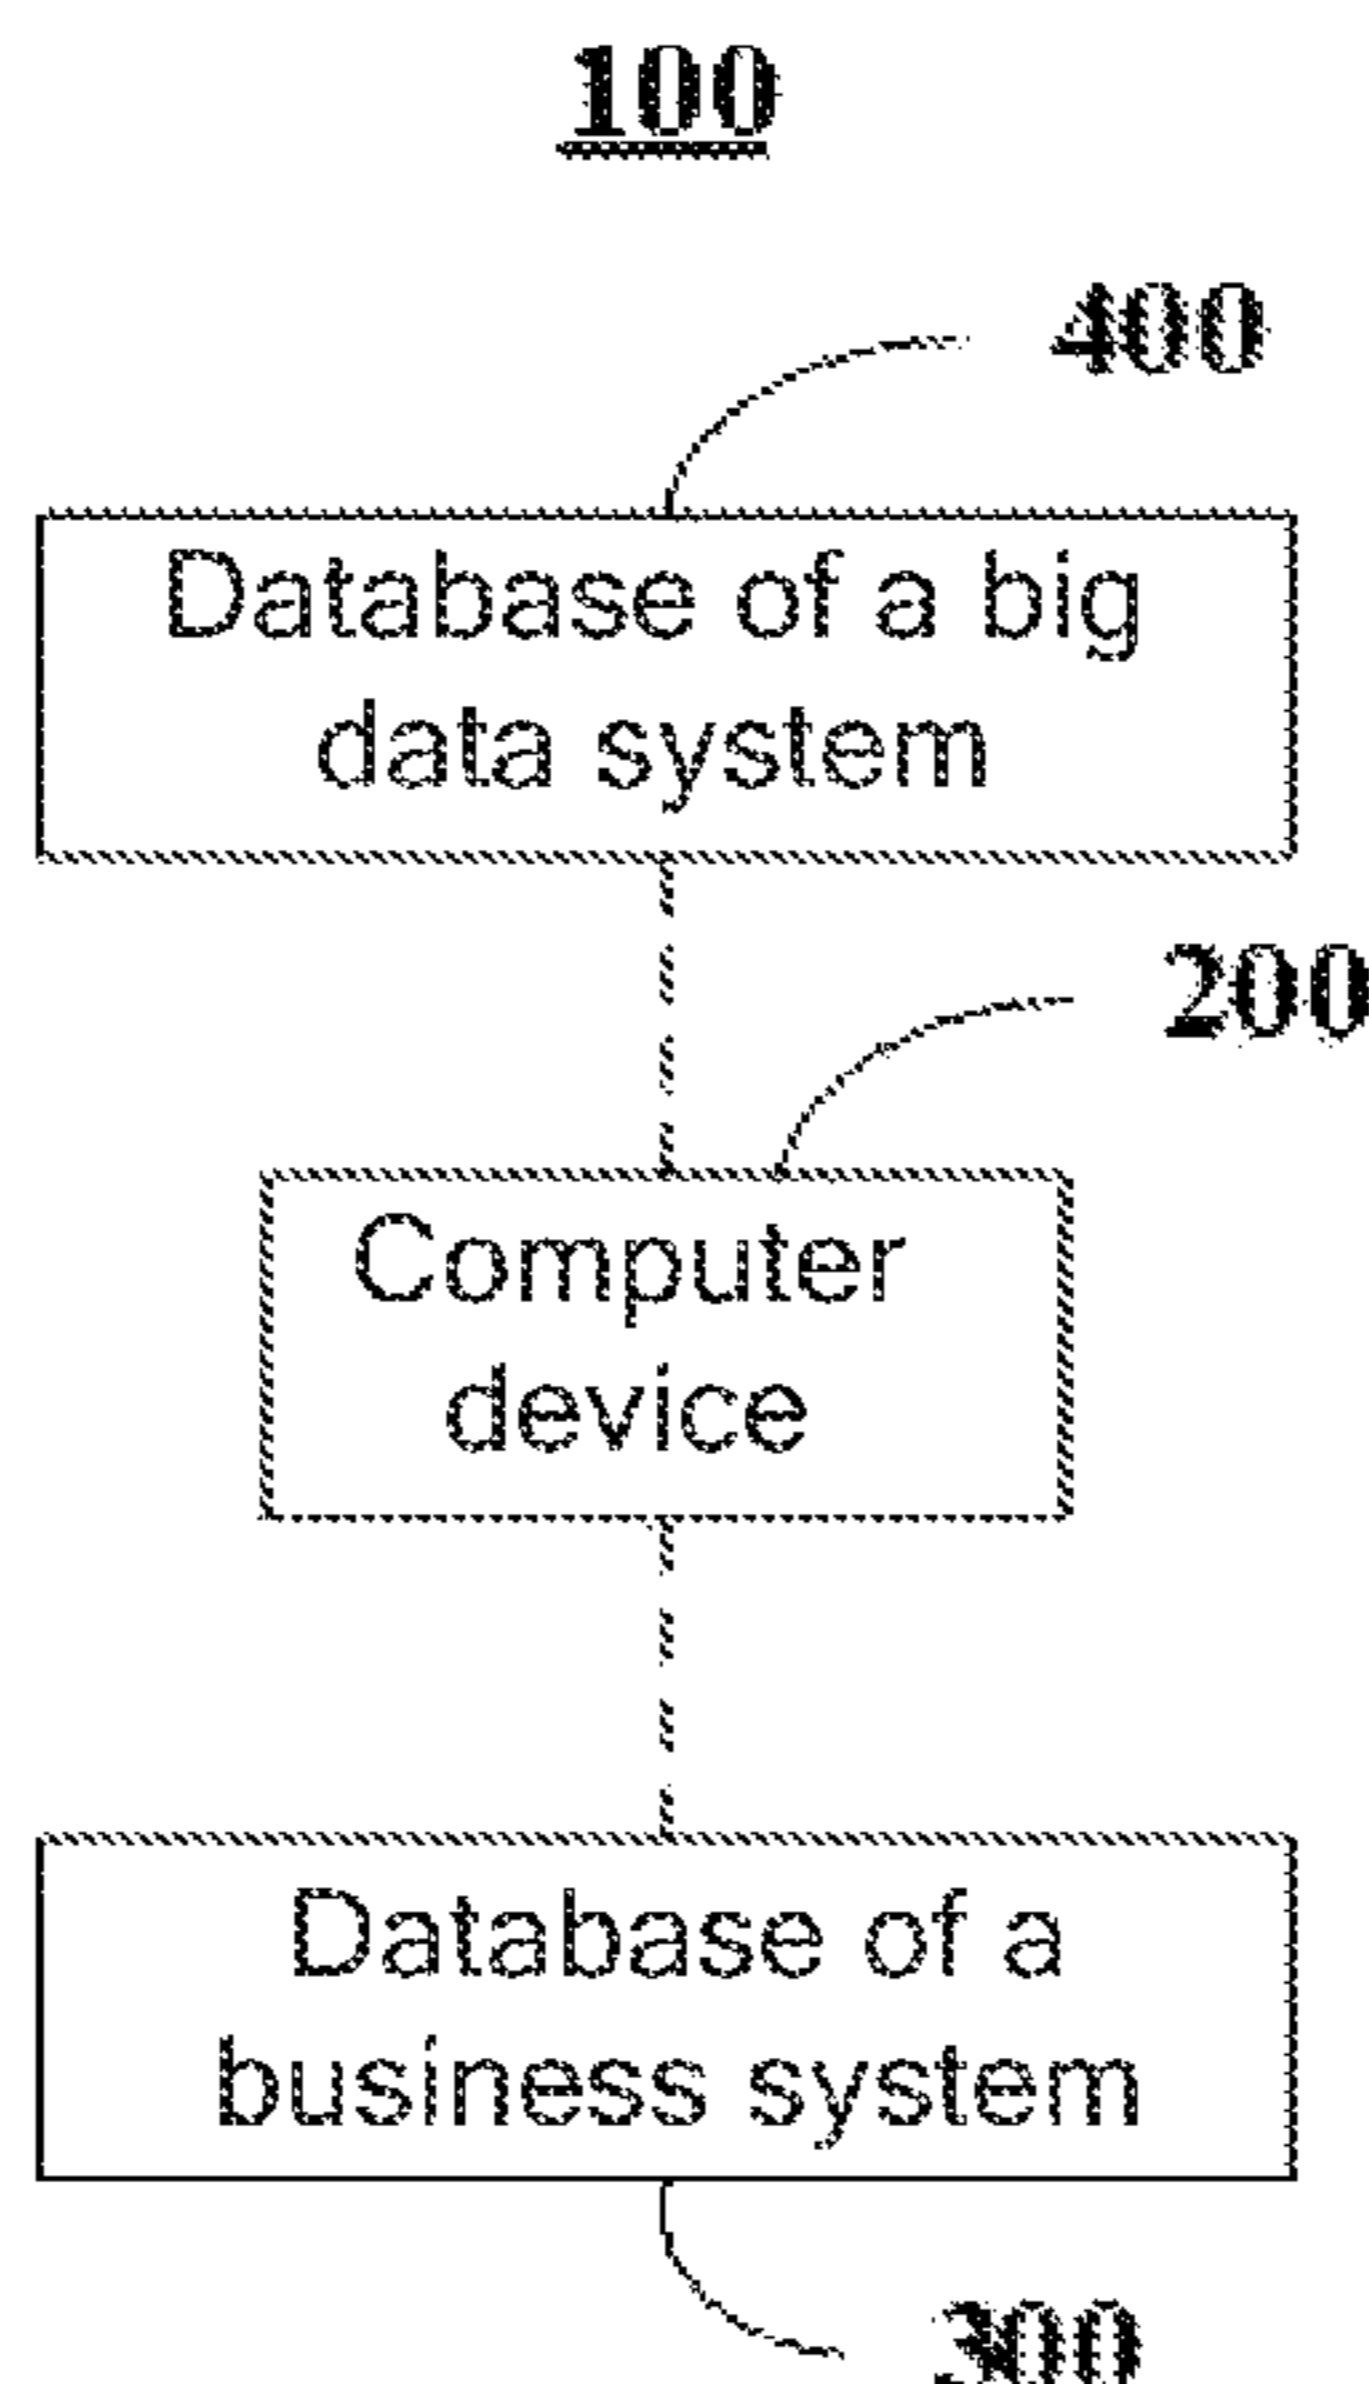 100
400
Database of a big
data system
200
Computer
device
Database of a
business system
300